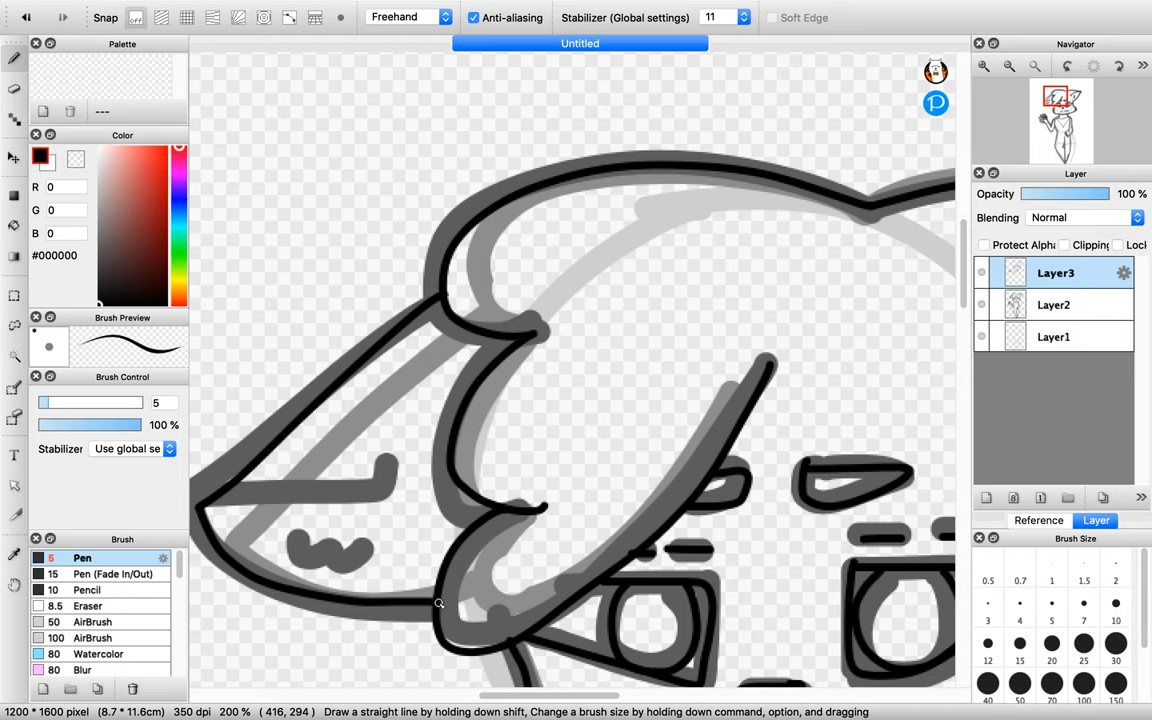 Snap off Freehand Anti-aliasing Stabilizer (Global settings) 11 Soft Edge
Untitled
Palette
---
Color
R 0
G 0
B 0
#000000
Brush Preview
Brush Control
5
100 %
Stabilizer Use global se
Brush
5 Pen
15 Pen (Fade In/Out)
10 Pencil
8.5 Eraser
50 AirBrush
100 AirBrush
80 Watercolor
80 Blur
P
Navigator
Layer
Opacity 100 %
Blending Normal
Protect Alpha Clipping Lock
Layer3
Layer2
Layer1
8 1
Reference Layer
Brush Size
0.5 0.7 1 1.5 2
3 4 5 7 10
12 15 20 25 30
40 50 70 100 150
1200 * 1600 pixel (8.7 * 11.6cm) 350 dpi 200 % ( 416, 294 ) Draw a straight line by holding down shift, Change a brush size by holding down command, option, and dragging